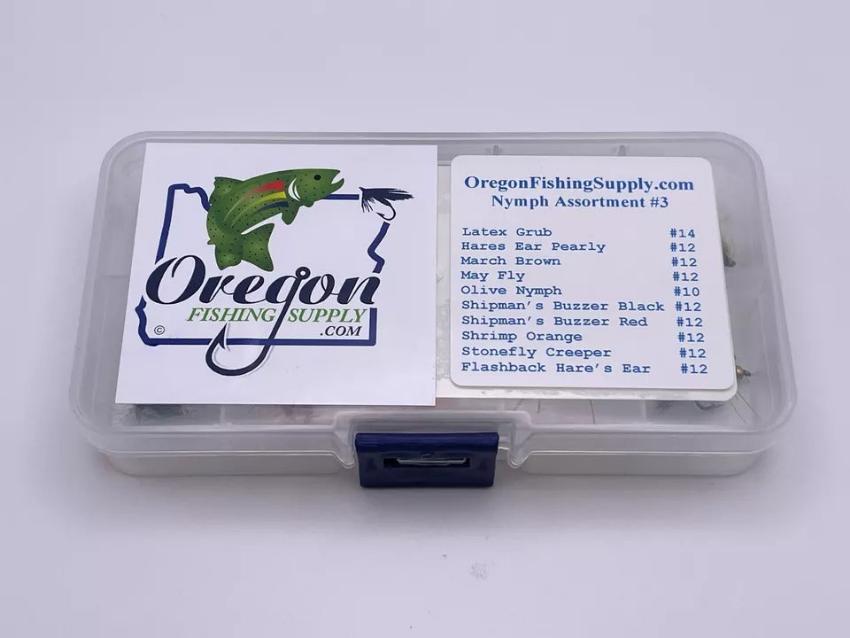 Oregon
FISHING SUPPLY
.COM
©
OregonFishingSupply.com
Nymph Assortment #3
Latex Grub #14
Hares Ear Pearly #12
March Brown #12
May Fly #12
Olive Nymph #10
Shipman's Buzzer Black #12
Shipman's Buzzer Red #12
Shrimp Orange #12
Stonefly Creeper #12
Flashback Hare's Ear #12